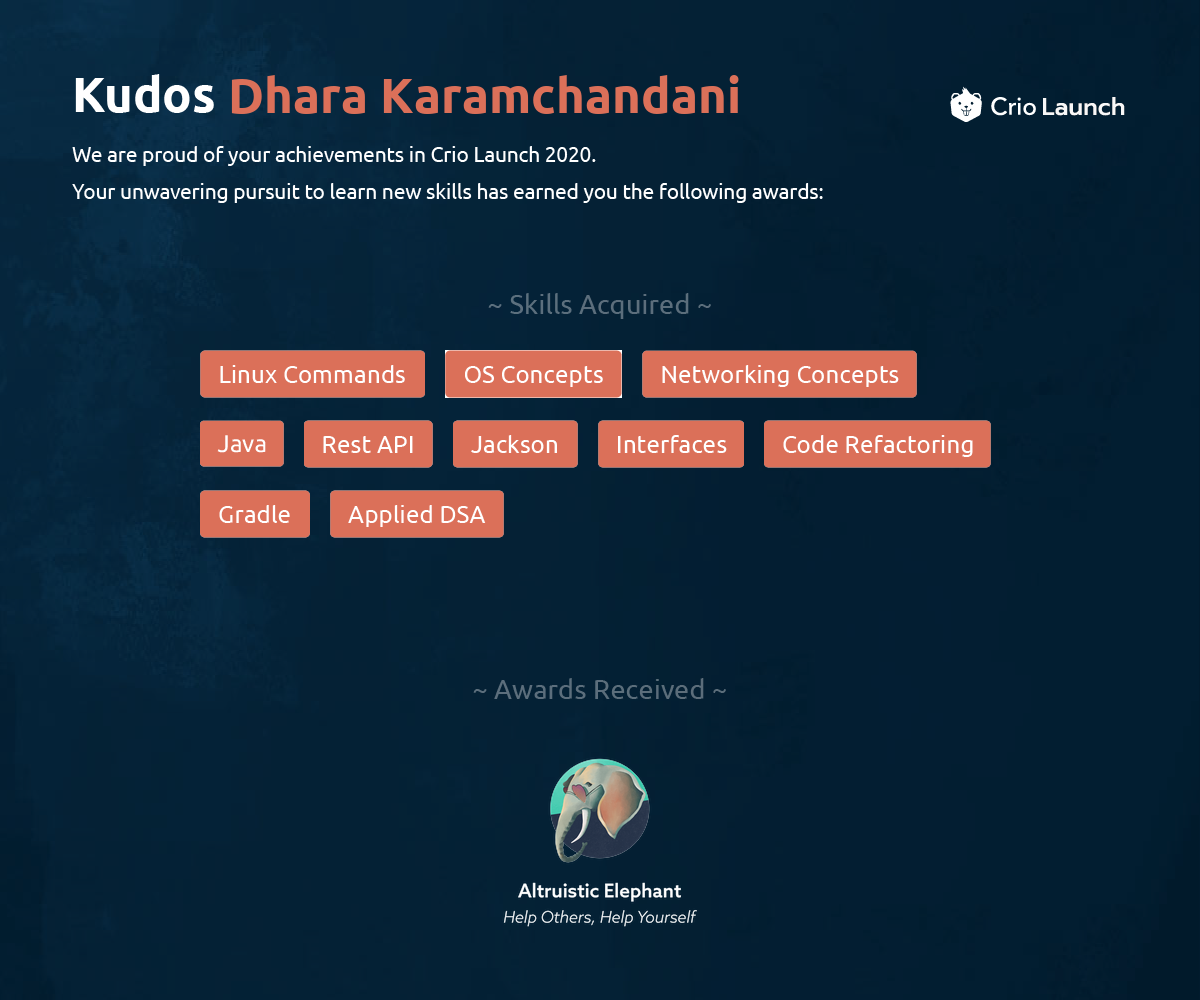 Kudos Dhara Karamchandani
Crio Launch
We are proud of your achievements in Crio Launch 2020.
Your unwavering pursuit to learn new skills has earned you the following awards:
~ Skills Acquired ~
Linux Commands OS Concepts Networking Concepts
Java Rest API Jackson Interfaces Code Refactoring
Gradle Applied DSA
~ Awards Received ~
Altruistic Elephant
Help Others, Help Yourself